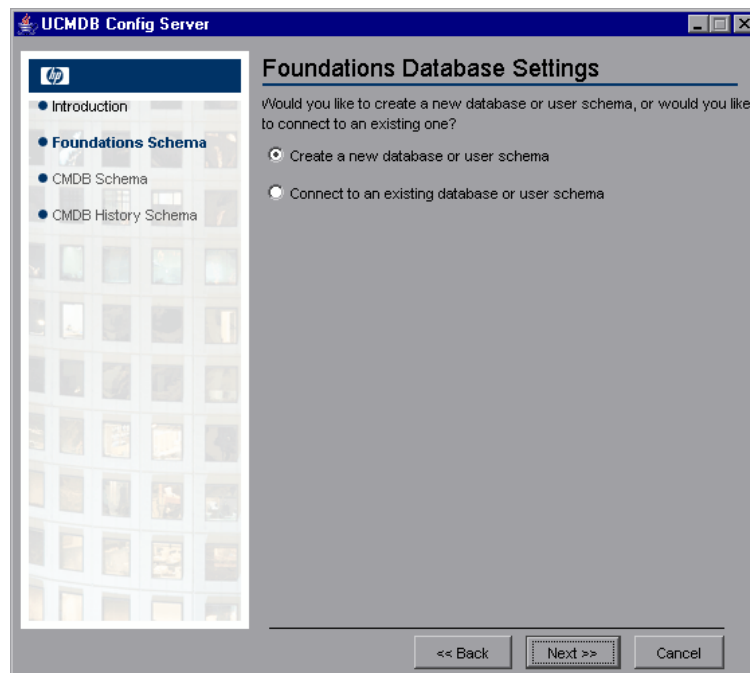 UCMDB Config Server
hp
Introduction
Foundations Schema
CMDB Schema
CMDB History Schema
Foundations Database Settings
Would you like to create a new database or user schema, or would you like
to connect to an existing one?
Create a new database or user schema
Connect to an existing database or user schema
<< Back
Next >>
Cancel